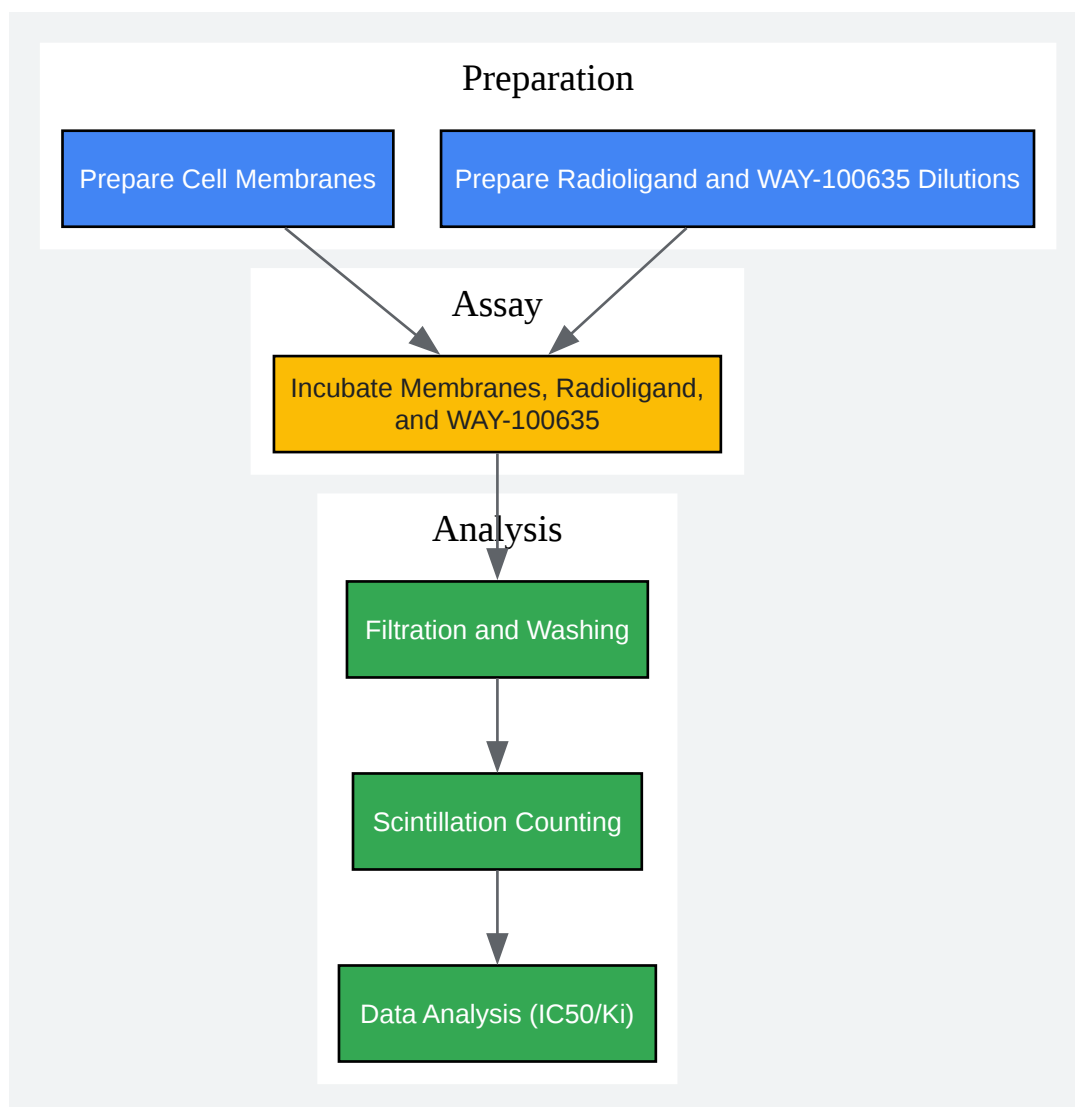 Preparation
Prepare Cell Membranes
Prepare Radioligand and WAY-100635 Dilutions
Assay
Incubate Membranes, Radioligand,
and WAY-100635
Analysis
Filtration and Washing
Scintillation Counting
Data Analysis (IC50/Ki)